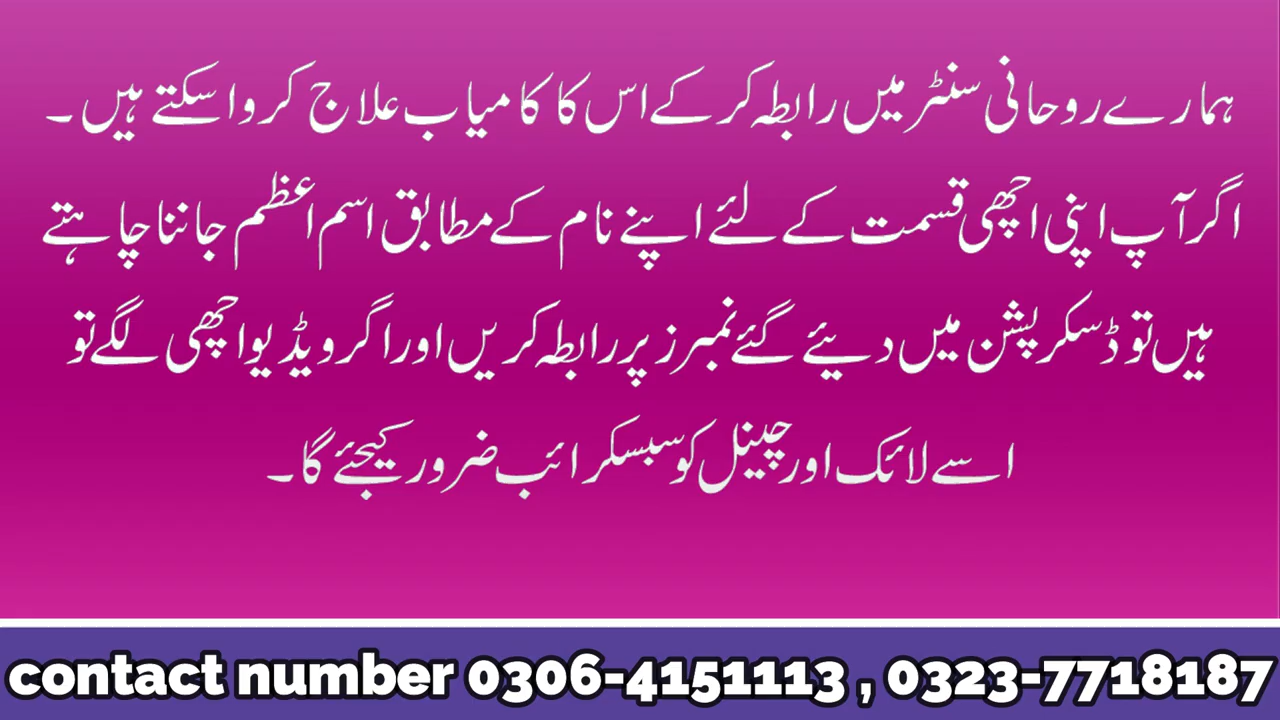 ہمارے روحانی سنٹر میں رابطہ کر کے اس کا کامیاب علاج کروا سکتے ہیں۔
اگر آپ اپنی اچھی قسمت کے لئے اپنے نام کے مطابق اسم اعظم جاننا چاہتے
ہیں تو ڈسکرپشن میں دیئے گئے نمبرز پر رابطہ کریں اور اگر ویڈیو اچھی لگے تو
اسے لائک اور چینل کو سبسکرائب ضرور کیجئے گا۔
contact number 0306-4151113 , 0323-7718187